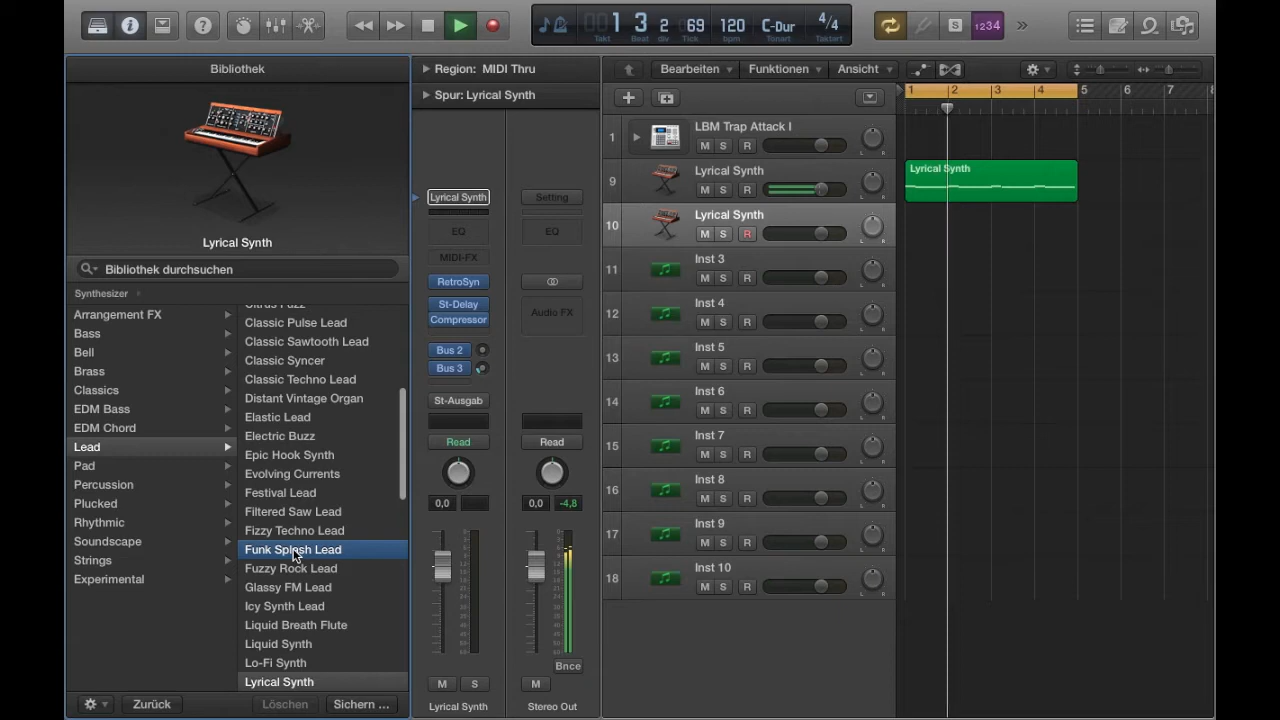 1 3 2 69 120 C-Dur 4/4
Takt Beat div Tick bpm Tonart Taktart
S 1234
Bibliothek
Lyrical Synth
Bibliothek durchsuchen
Synthesizer
Arrangement FX
Bass
Bell
Brass
Classics
EDM Bass
EDM Chord
Lead
Pad
Percussion
Plucked
Rhythmic
Soundscape
Strings
Experimental
Classic Pulse Lead
Classic Sawtooth Lead
Classic Syncer
Classic Techno Lead
Distant Vintage Organ
Elastic Lead
Electric Buzz
Epic Hook Synth
Evolving Currents
Festival Lead
Filtered Saw Lead
Fizzy Techno Lead
Funk Splash Lead
Fuzzy Rock Lead
Glassy FM Lead
Icy Synth Lead
Liquid Breath Flute
Liquid Synth
Lo-Fi Synth
Lyrical Synth
Zurück
Löschen
Sichern ...
Region: MIDI Thru
Spur: Lyrical Synth
Lyrical Synth
EQ
MIDI-FX
RetroSyn
St-Delay
Compressor
Bus 2
Bus 3
St-Ausgab
Read
0,0
M S
Lyrical Synth
Setting
EQ
Audio FX
Read
0,0 -4,8
Bnce
M
Stereo Out
Bearbeiten Funktionen Ansicht
1 2 3 4 5 6 7 8
1 LBM Trap Attack I
M S R
9 Lyrical Synth
M S R
10 Lyrical Synth
M S R
11 Inst 3
M S R
12 Inst 4
M S R
13 Inst 5
M S R
14 Inst 6
M S R
15 Inst 7
M S R
16 Inst 8
M S R
17 Inst 9
M S R
18 Inst 10
M S R
Lyrical Synth